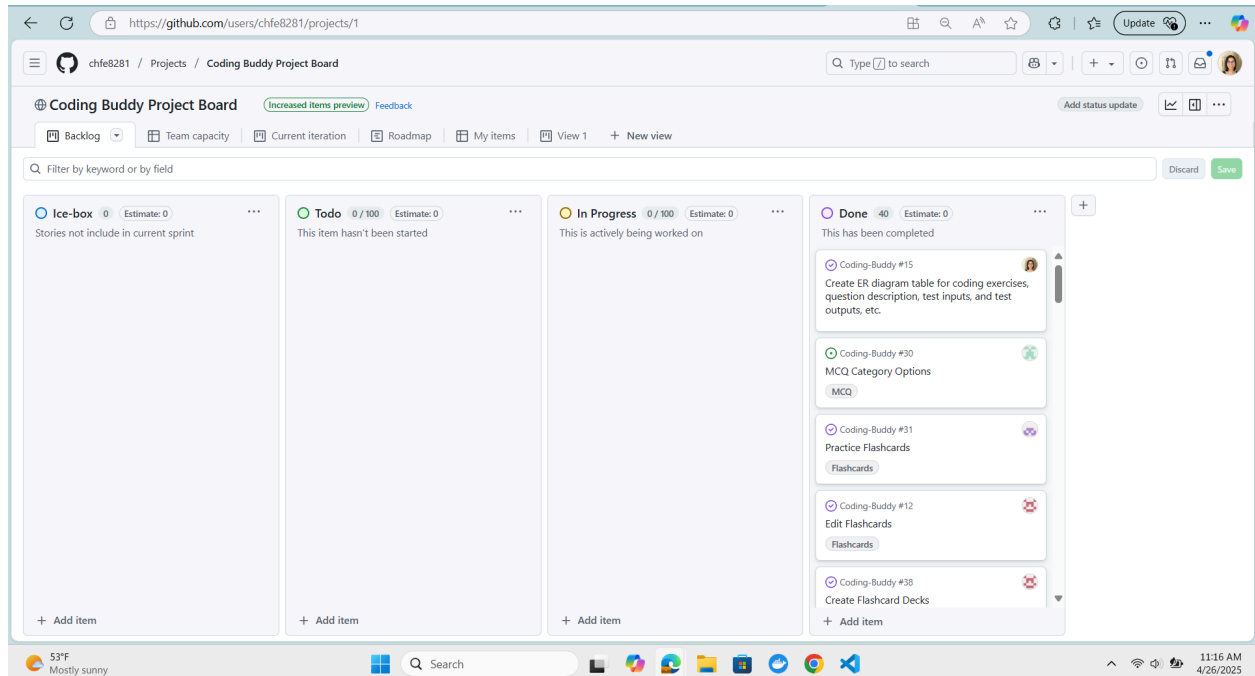 https://github.com/users/chfe8281/projects/1
Update
chfe8281 / Projects / Coding Buddy Project Board
Type / to search
Coding Buddy Project Board
Increased items preview
Feedback
Add status update
Backlog
Team capacity
Current iteration
Roadmap
My items
View 1
+ New view
Filter by keyword or by field
Discard
Save
Ice-box 0 Estimate: 0
Stories not include in current sprint
+ Add item
Todo 0 / 100 Estimate: 0
This item hasn't been started
+ Add item
In Progress 0 / 100 Estimate: 0
This is actively being worked on
+ Add item
Done 40 Estimate: 0
This has been completed
Coding-Buddy #15
Create ER diagram table for coding exercises,
question description, test inputs, and test
outputs, etc.
Coding-Buddy #30
MCQ Category Options
MCQ
Coding-Buddy #31
Practice Flashcards
Flashcards
Coding-Buddy #12
Edit Flashcards
Flashcards
Coding-Buddy #38
Create Flashcard Decks
+ Add item
53°F
Mostly sunny
Search
11:16 AM
4/26/2025